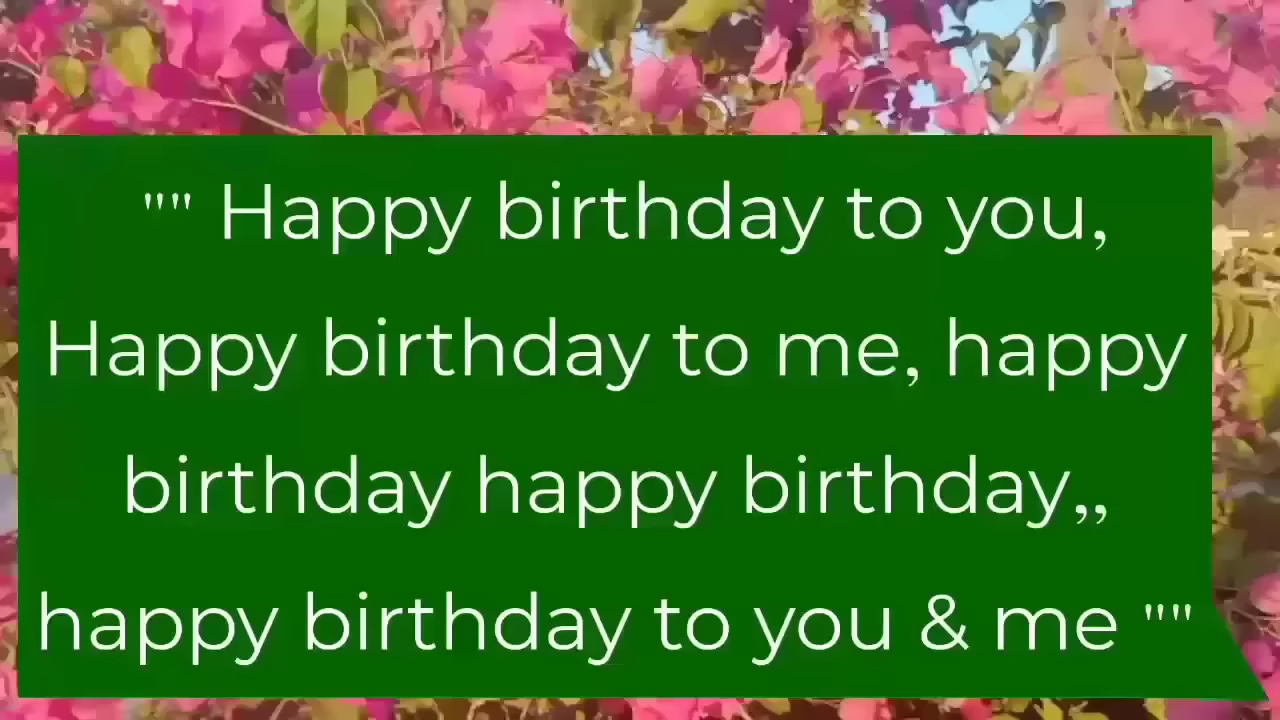 "" Happy birthday to you,
Happy birthday to me, happy
birthday happy birthday,,
happy birthday to you & me ""